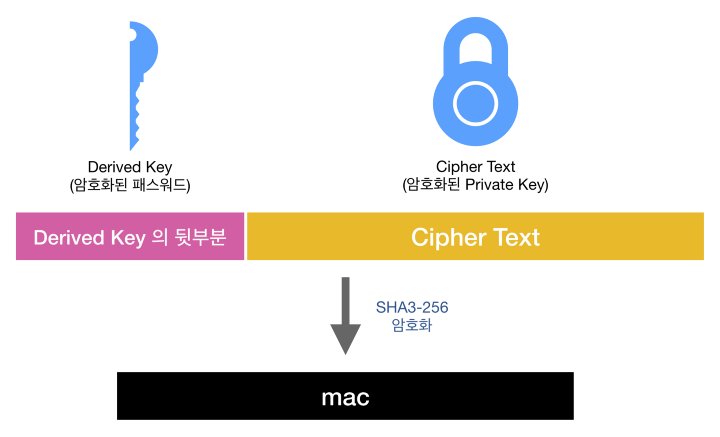 Derived Key
(암호화된 패스워드)
Cipher Text
(암호화된 Private Key)
Derived Key 의 뒷부분
Cipher Text
SHA3-256
암호화
mac